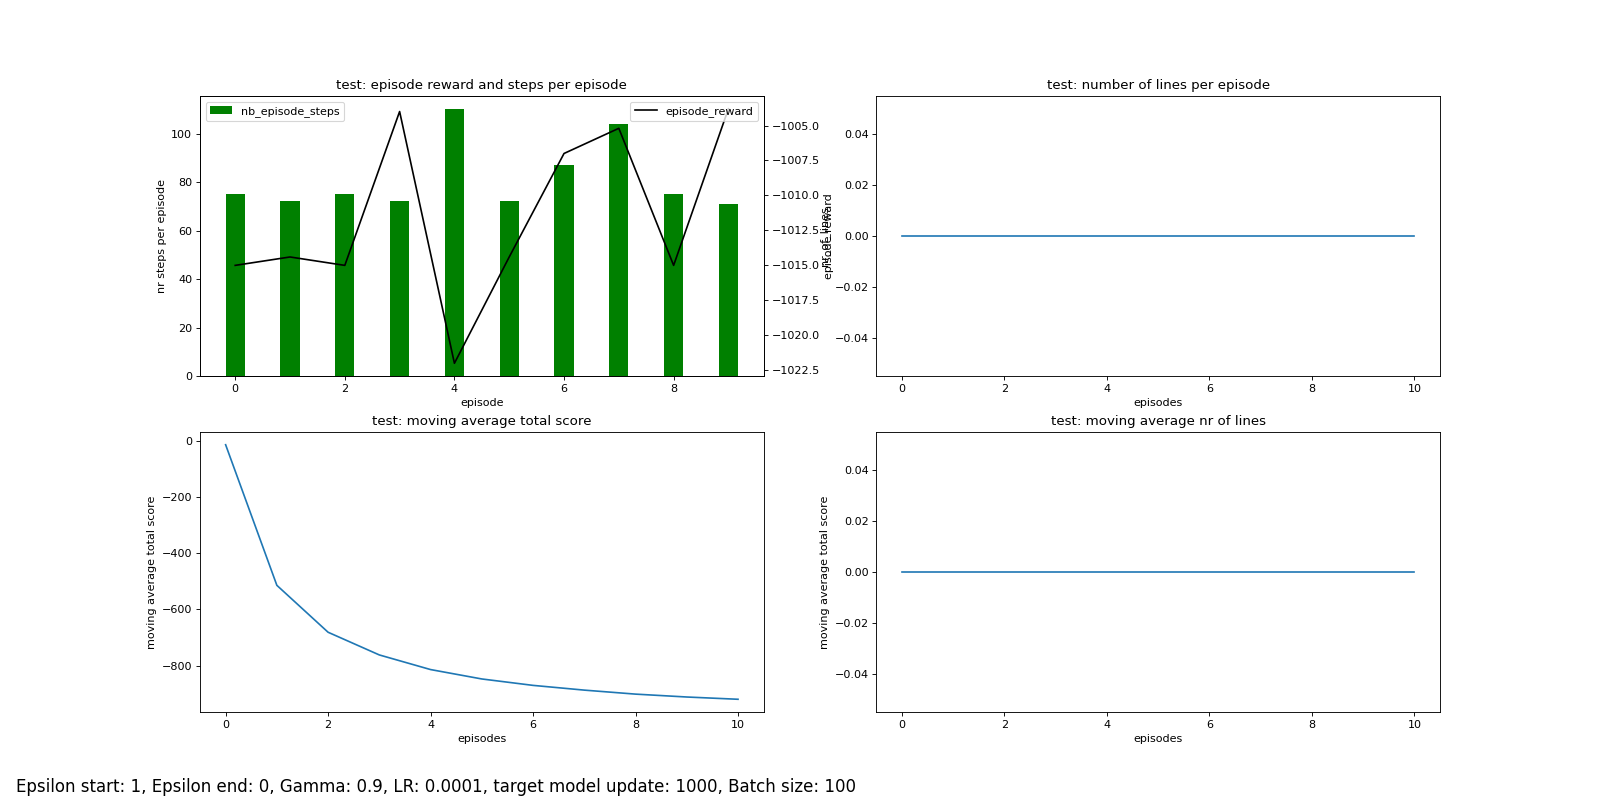 test: episode reward and steps per episode
nb_episode_steps
episode_reward
nr steps per episode
100
80
60
40
20
0
0 2 4 6 8
episode
−1005.0
−1007.5
−1010.0
−1012.5
−1015.0
−1017.5
−1020.0
−1022.5
episode_reward
test: number of lines per episode
nr of lines
0.04
0.02
0.00
−0.02
−0.04
0 2 4 6 8 10
episodes
test: moving average total score
moving average total score
0
−200
−400
−600
−800
0 2 4 6 8 10
episodes
test: moving average nr of lines
moving average total score
0.04
0.02
0.00
−0.02
−0.04
0 2 4 6 8 10
episodes
Epsilon start: 1, Epsilon end: 0, Gamma: 0.9, LR: 0.0001, target model update: 1000, Batch size: 100